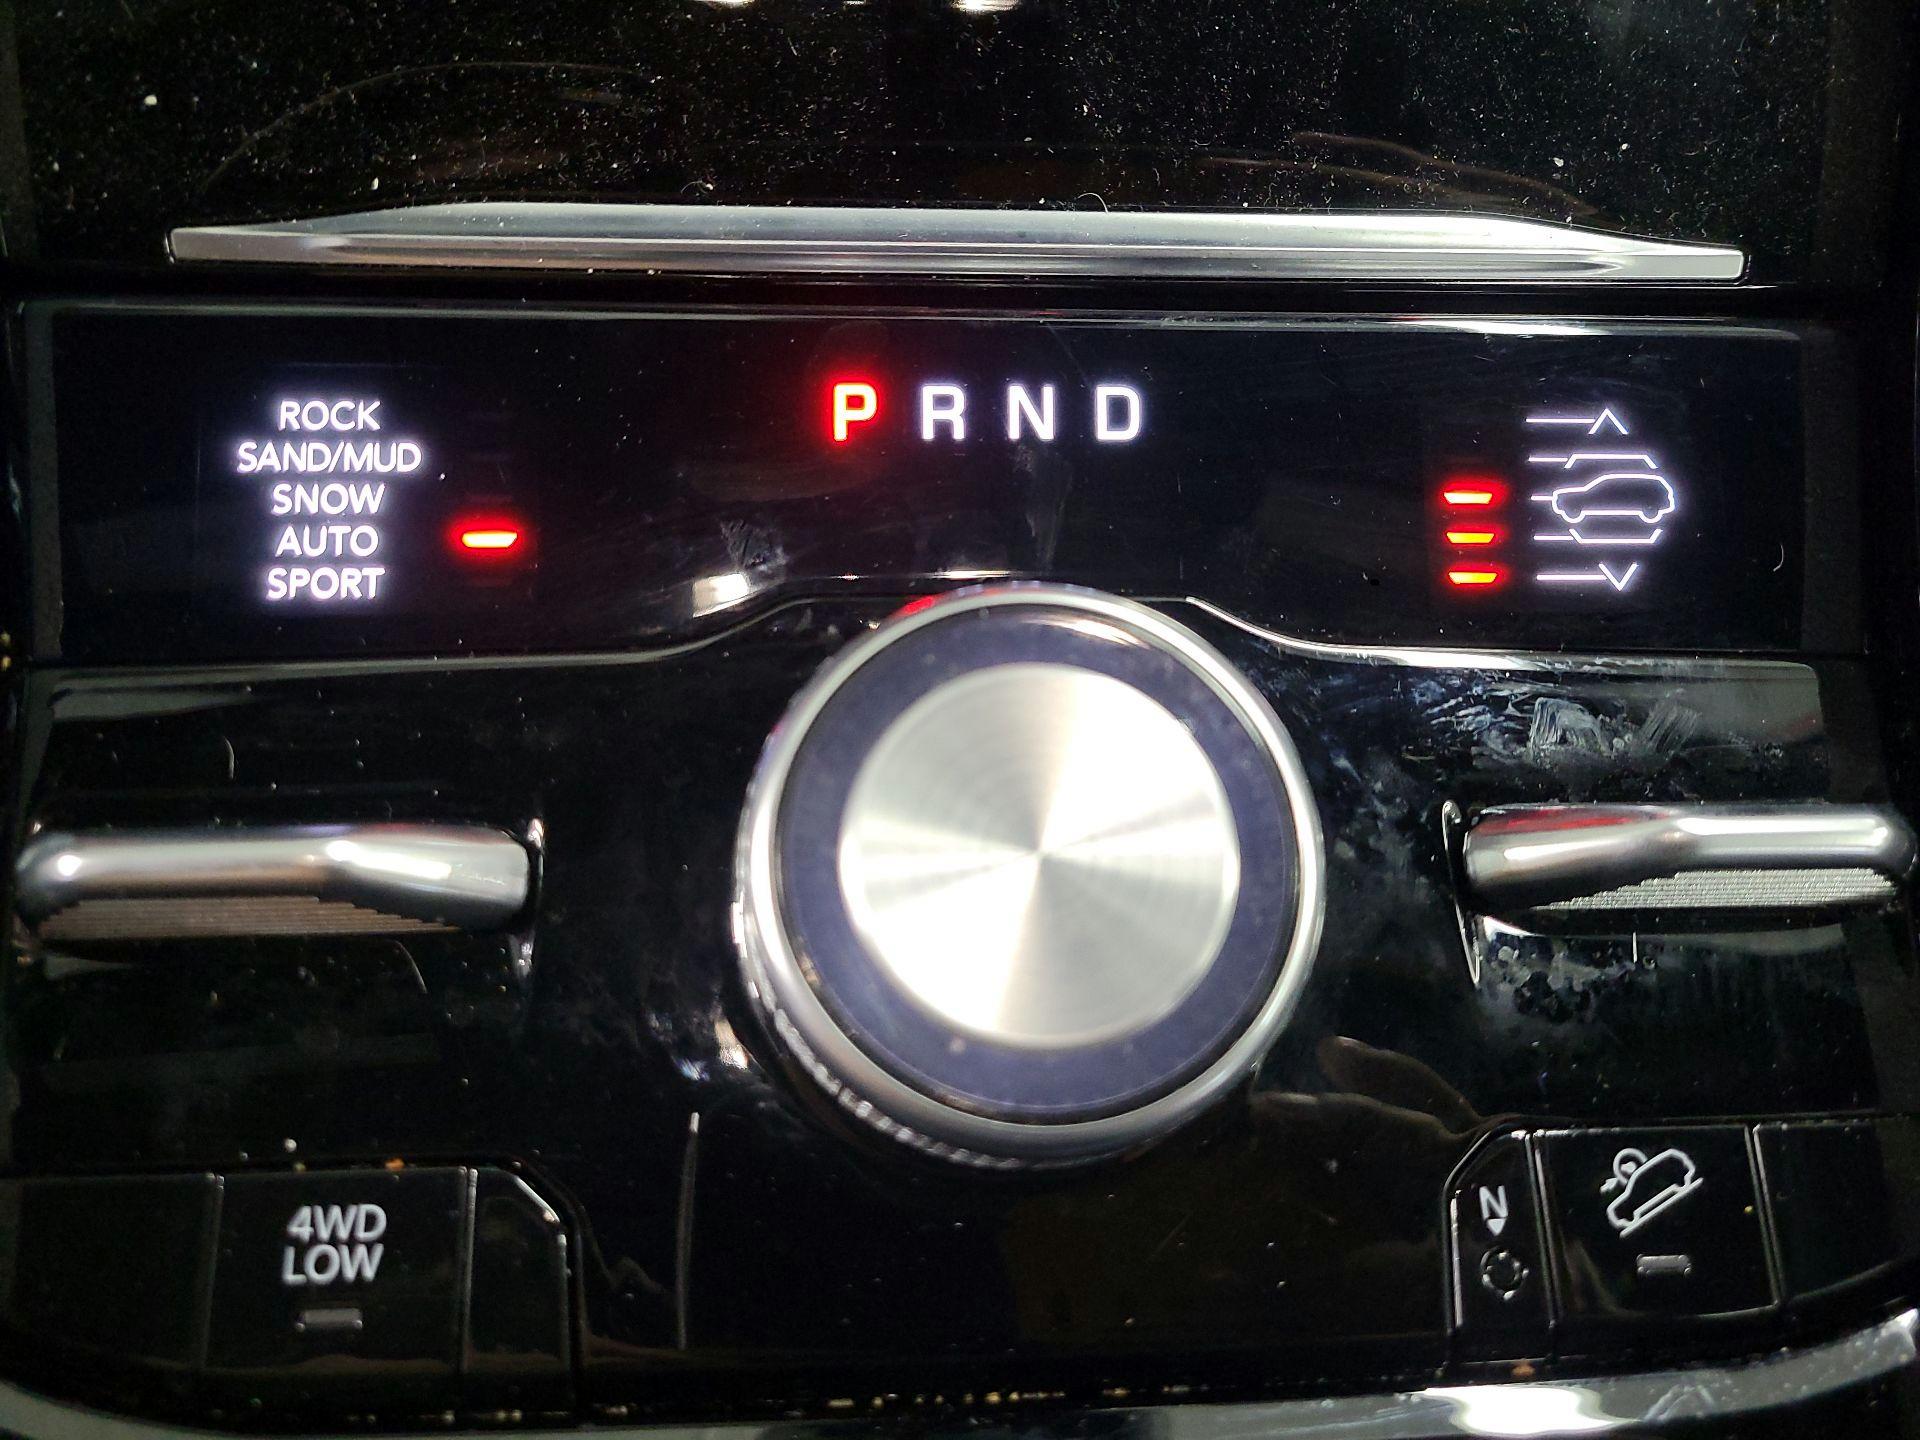 ROCK
SAND/MUD
SNOW
AUTO
SPORT
P R N D
4WD
LOW
N